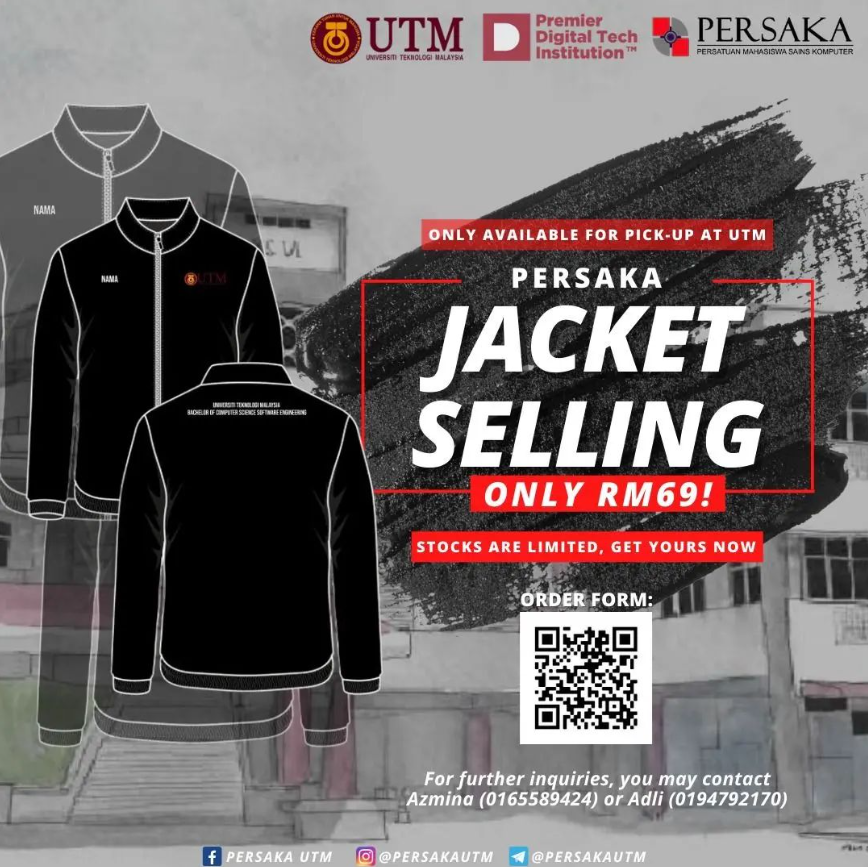 UTM
UNIVERSITI TEKNOLOGI MALAYSIA
Premier
Digital Tech
Institution™
PERSAKA
PERSATUAN MAHASISWA SAINS KOMPUTER
NAMA
NAMA
UTM
UNIVERSITI TEKNOLOGI MALAYSIA
BACHELOR OF COMPUTER SCIENCE SOFTWARE ENGINEERING
ONLY AVAILABLE FOR PICK-UP AT UTM
PERSAKA
JACKET
SELLING
ONLY RM69!
STOCKS ARE LIMITED, GET YOURS NOW
ORDER FORM:
For further inquiries, you may contact
Azmina (0165589424) or Adli (0194792170)
PERSAKA UTM @PERSAKAUTM @PERSAKAUTM